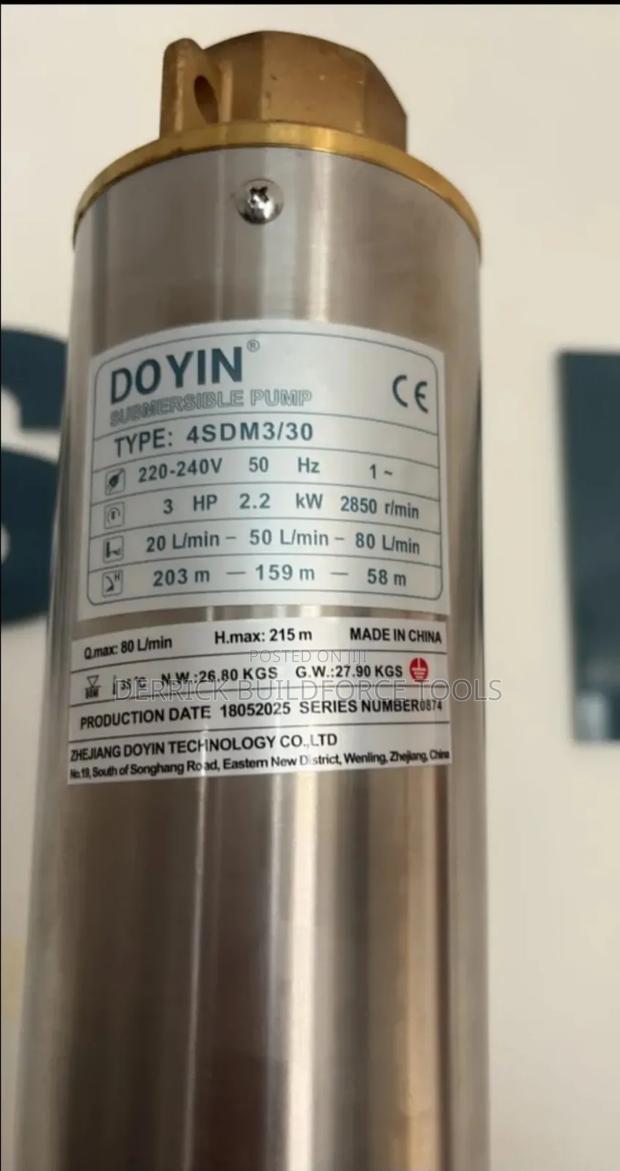 DOYIN®
SUBMERSIBLE PUMP
CE
TYPE: 4SDM3/30
220-240V 50 Hz 1~
3 HP 2.2 kW 2850 r/min
20 L/min – 50 L/min – 80 L/min
H 203 m — 159 m — 58 m
Q.max: 80 L/min H.max: 215 m MADE IN CHINA
POSTED ON JIJI
35℃ N.W.:26.80 KGS G.W.:27.90 KGS
DERRICK BUILDFORCE TOOLS
PRODUCTION DATE 18052025 SERIES NUMBER0874
ZHEJIANG DOYIN TECHNOLOGY CO.,LTD
No.19, South of Songhang Road, Eastern New District, Wenling, Zhejiang, China